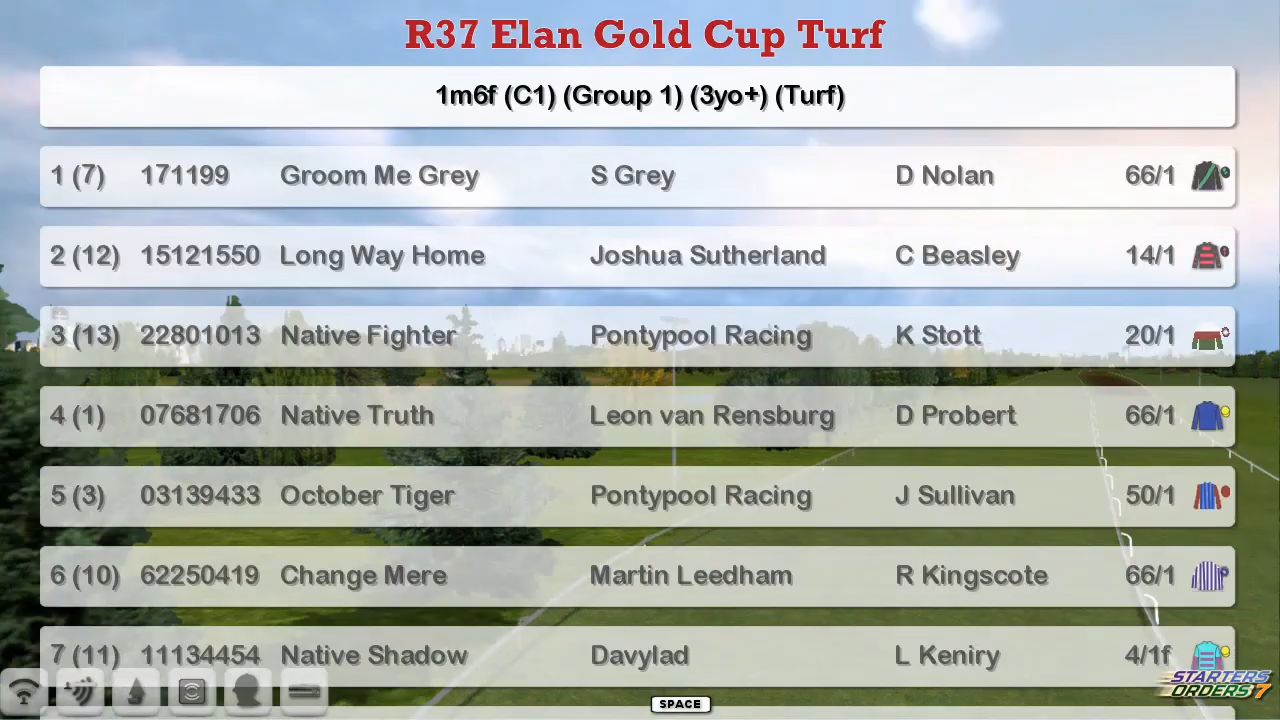 R37 Elan Gold Cup Turf
1m6f (C1) (Group 1) (3yo+) (Turf)
1 (7) 171199 Groom Me Grey S Grey D Nolan 66/1
2 (12) 15121550 Long Way Home Joshua Sutherland C Beasley 14/1
3 (13) 22801013 Native Fighter Pontypool Racing K Stott 20/1
4 (1) 07681706 Native Truth Leon van Rensburg D Probert 66/1
5 (3) 03139433 October Tiger Pontypool Racing J Sullivan 50/1
6 (10) 62250419 Change Mere Martin Leedham R Kingscote 66/1
7 (11) 11134454 Native Shadow Davylad L Keniry 4/1f
STARTERS
ORDERS 7
SPACE